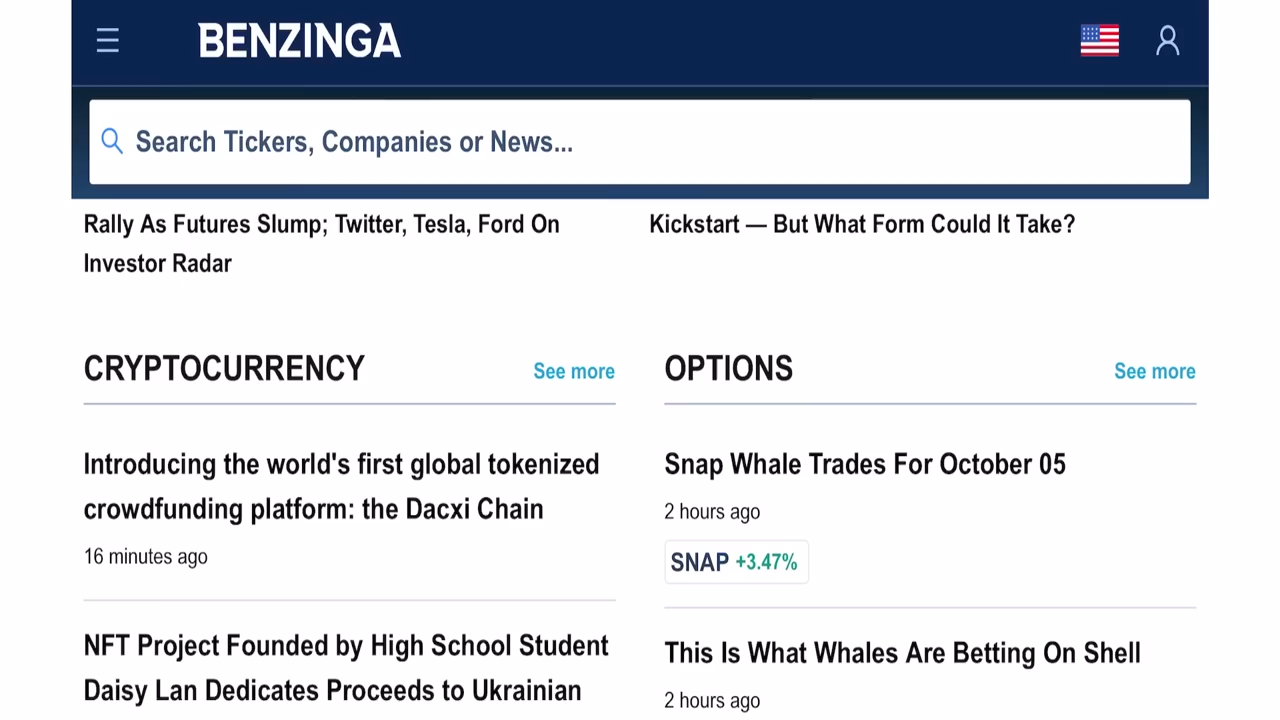 BENZINGA
Search Tickers, Companies or News...
Rally As Futures Slump; Twitter, Tesla, Ford On
Investor Radar
Kickstart — But What Form Could It Take?
CRYPTOCURRENCY
See more
Introducing the world's first global tokenized
crowdfunding platform: the Dacxi Chain
16 minutes ago
NFT Project Founded by High School Student
Daisy Lan Dedicates Proceeds to Ukrainian
OPTIONS
See more
Snap Whale Trades For October 05
2 hours ago
SNAP +3.47%
This Is What Whales Are Betting On Shell
2 hours ago